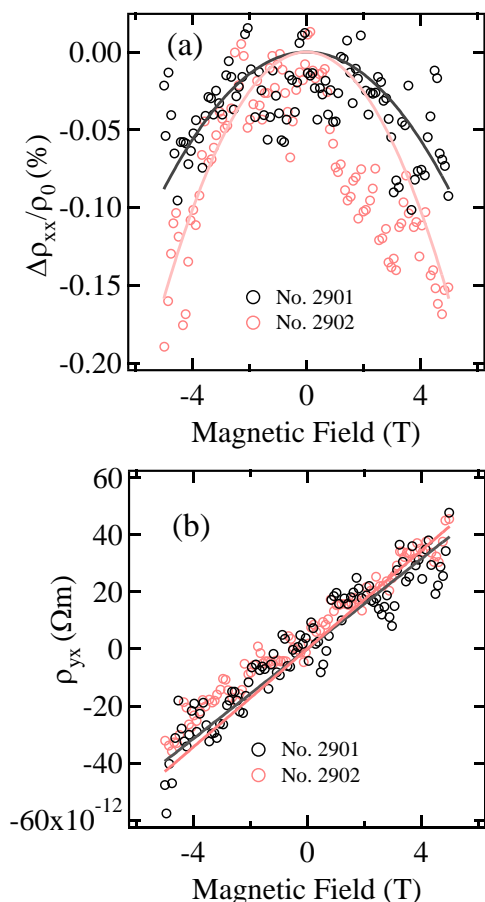 (a)
0.00
-0.05
-0.10
-0.15
-0.20
Δρxx/ρ0 (%)
No. 2901
No. 2902
-4 0 4
Magnetic Field (T)
(b)
60
40
20
0
-20
-40
-60x10-12
ρyx (Ωm)
No. 2901
No. 2902
-4 0 4
Magnetic Field (T)